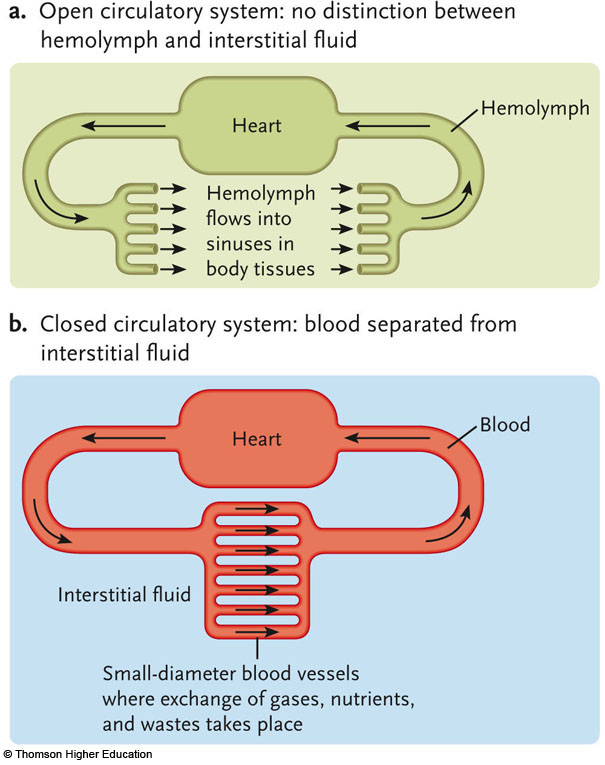 a. Open circulatory system: no distinction between
hemolymph and interstitial fluid
Heart
Hemolymph
Hemolymph
flows into
sinuses in
body tissues
b. Closed circulatory system: blood separated from
interstitial fluid
Heart
Blood
Interstitial fluid
Small-diameter blood vessels
where exchange of gases, nutrients,
and wastes takes place
© Thomson Higher Education